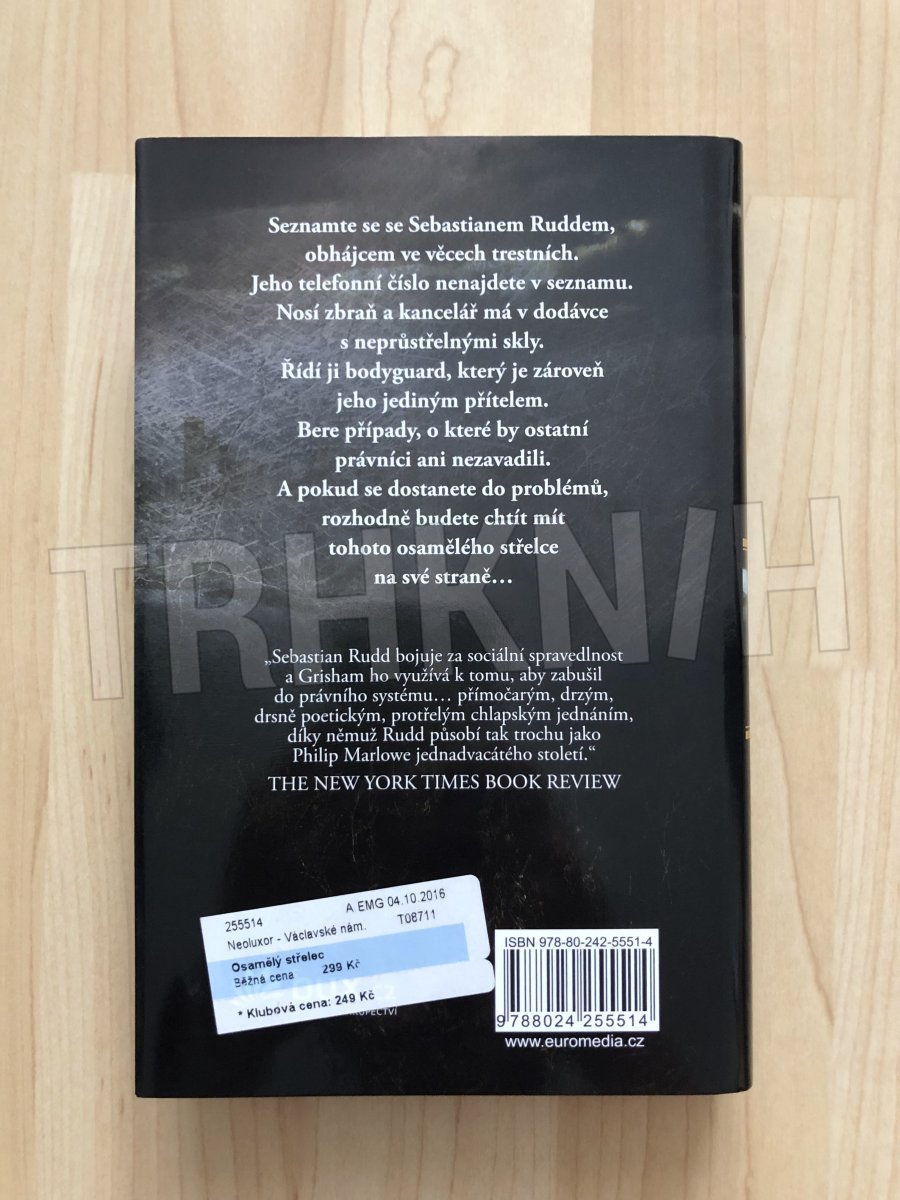 Seznamte se se Sebastianem Ruddem,
obhájcem ve věcech trestních.
Jeho telefonní číslo nenajdete v seznamu.
Nosí zbraň a kancelář má v dodávce
s neprůstřelnými skly.
Řídí ji bodyguard, který je zároveň
jeho jediným přítelem.
Bere případy, o které by ostatní
právníci ani nezavadili.
A pokud se dostanete do problémů,
rozhodně budete chtít mít
tohoto osamělého střelce
na své straně…
TRHKNIH
„Sebastian Rudd bojuje za sociální spravedlnost
a Grisham ho využívá k tomu, aby zabušil
do právního systému… přímočarým, drzým,
drsně poetickým, protřelým chlapským jednáním,
díky němuž Rudd působí tak trochu jako
Philip Marlowe jednadvacátého století.“
THE NEW YORK TIMES BOOK REVIEW
255514 A EMG 04.10.2016
Neoluxor - Václavské nám. T08711
Osamělý střelec
Běžná cena 299 Kč
* Klubová cena: 249 Kč
ISBN 978-80-242-5551-4
9 788024 255514
www.euromedia.cz